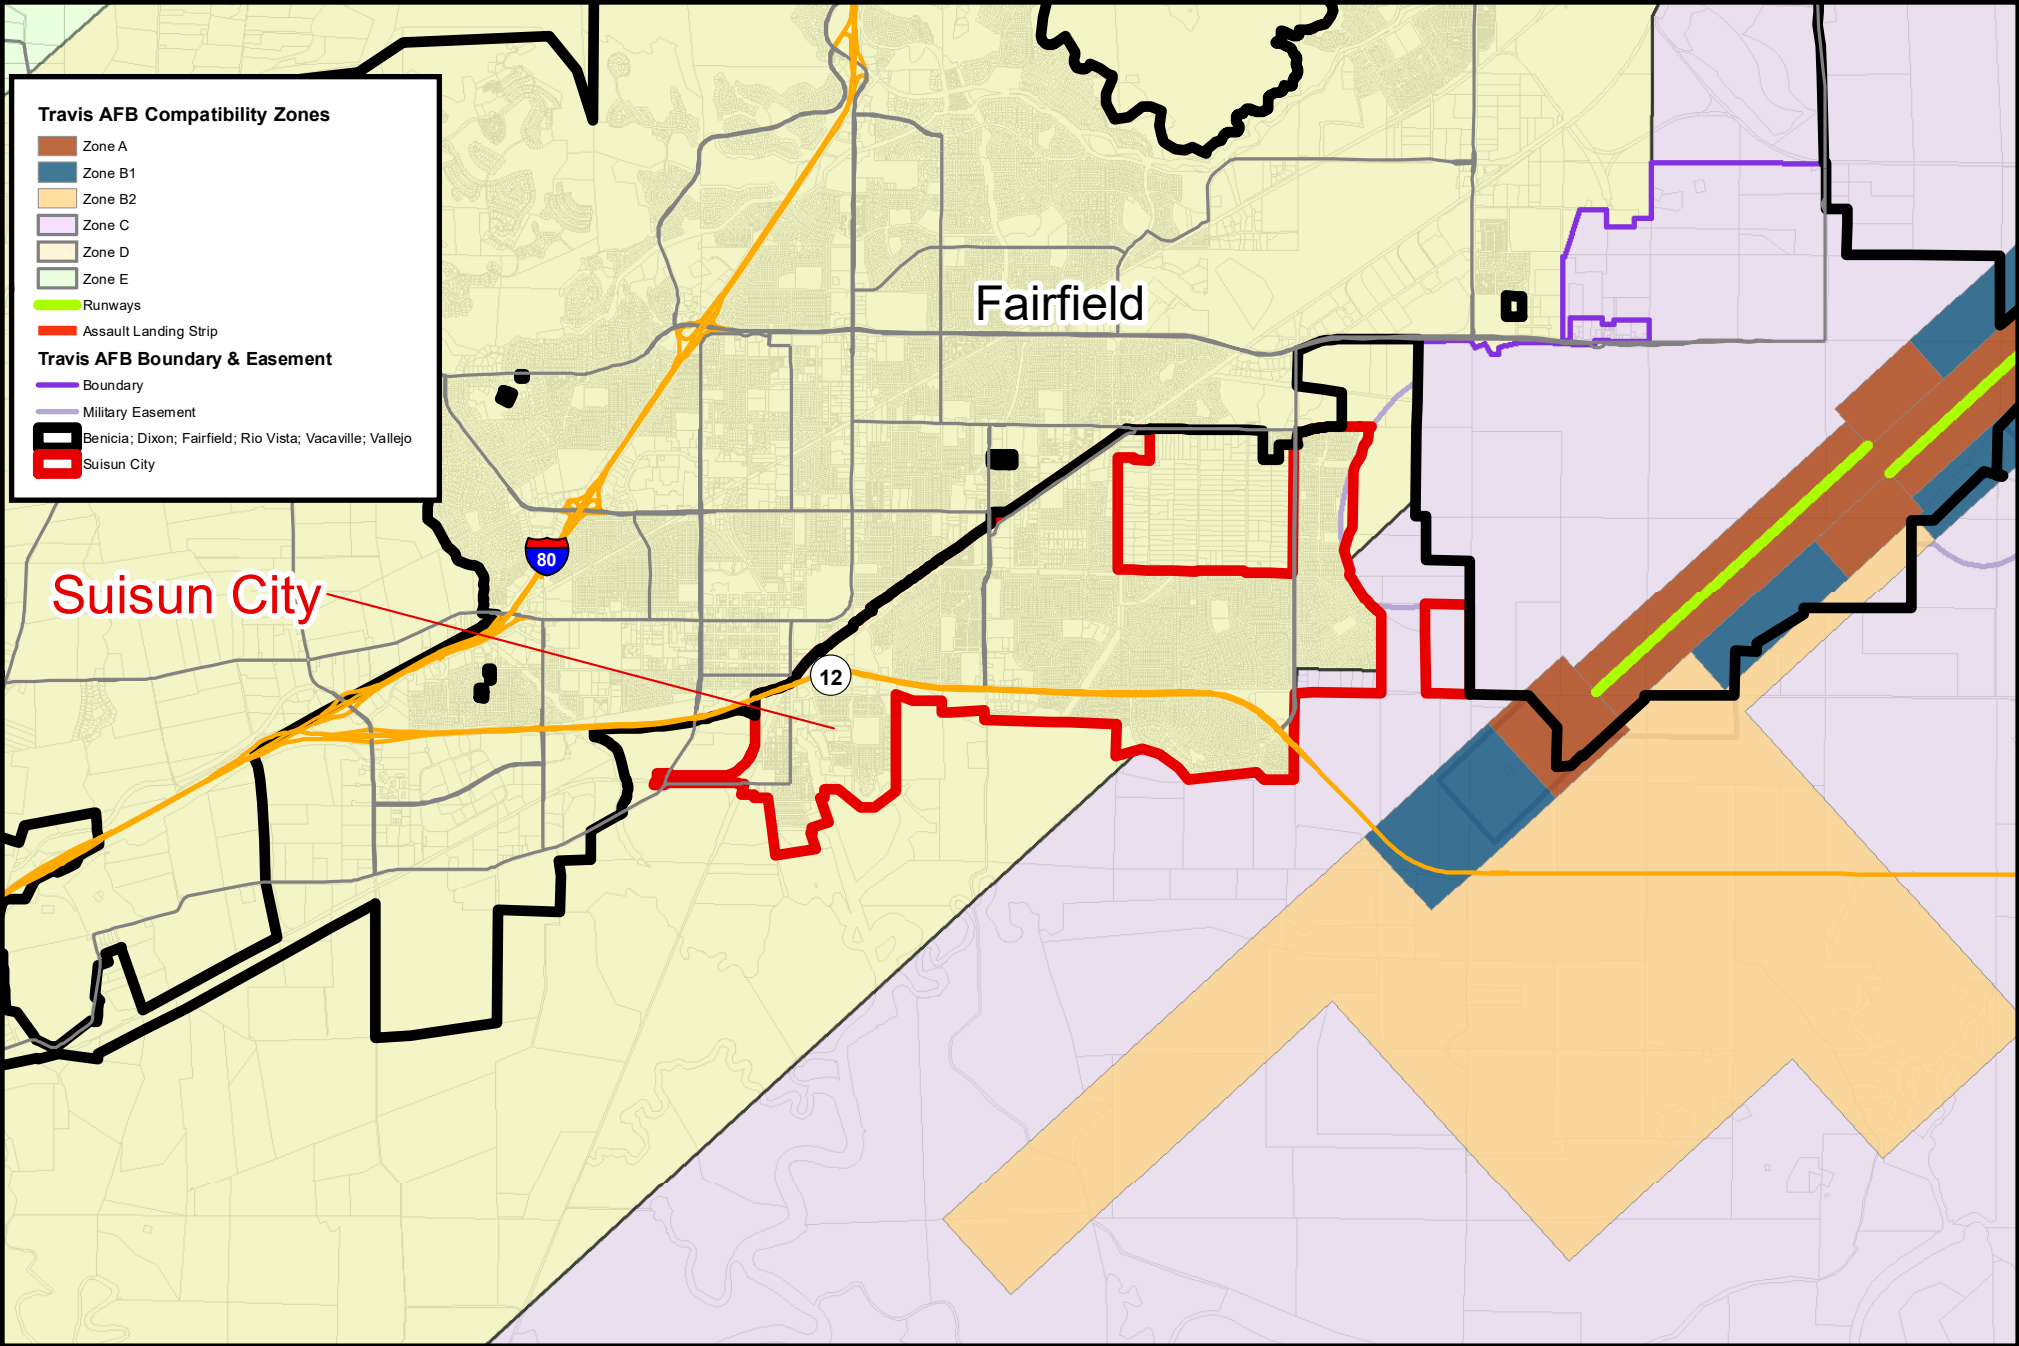 Travis AFB Compatibility Zones
Zone A
Zone B1
Zone B2
Zone C
Zone D
Zone E
Runways
Assault Landing Strip
Travis AFB Boundary & Easement
Boundary
Military Easement
Benicia; Dixon; Fairfield; Rio Vista; Vacaville; Vallejo
Suisun City
Fairfield
80
Suisun City
12